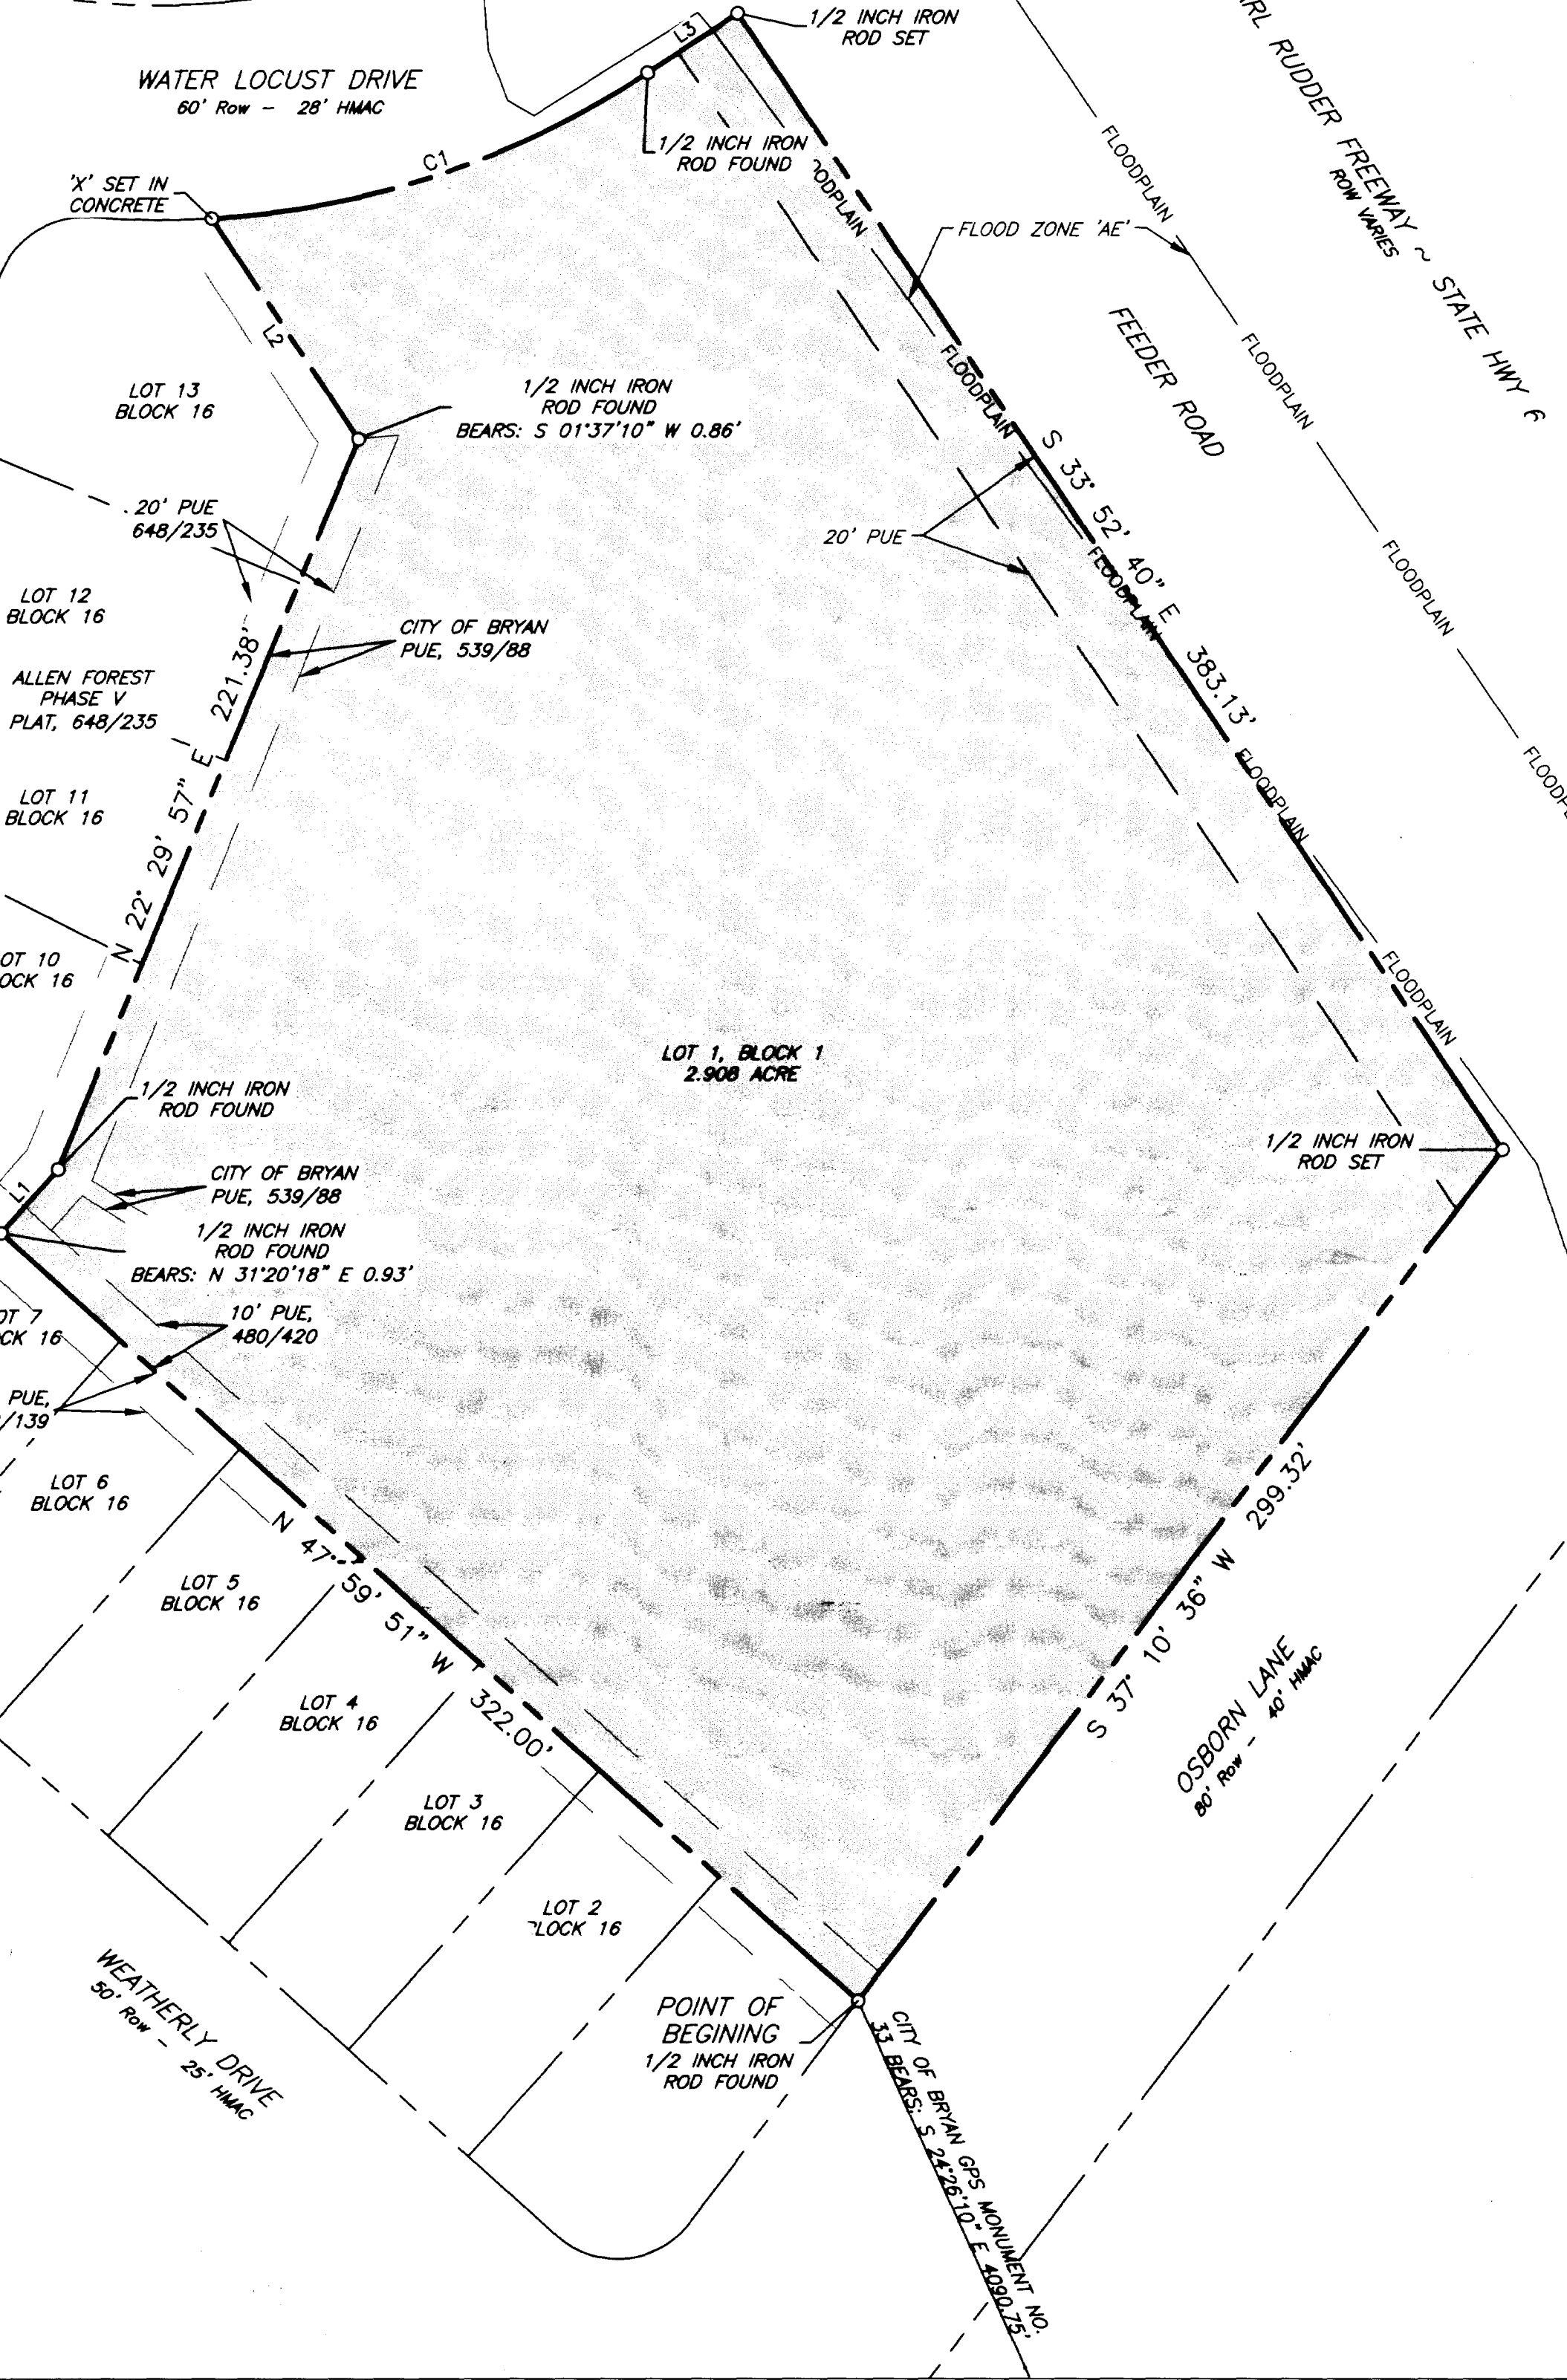 1/2 INCH IRON
ROD SET
L3
WATER LOCUST DRIVE
60' Row - 28' HMAC
C1
1/2 INCH IRON
ROD FOUND
'X' SET IN
CONCRETE
RUDDER FREEWAY ~ STATE HWY 6
ROW VARIES
FLOODPLAIN
FLOOD ZONE 'AE'
FEEDER ROAD
L2
LOT 13
BLOCK 16
1/2 INCH IRON
ROD FOUND
BEARS: S 01°37'10" W 0.86'
FLOODPLAIN
FLOODPLAIN
20' PUE
648/235
20' PUE
S 33° 52' 40" E 383.13'
FLOODPLAIN
FLOODPLAIN
LOT 12
BLOCK 16
CITY OF BRYAN
PUE, 539/88
ALLEN FOREST
PHASE V
PLAT, 648/235
N 22° 29' 57" E 221.38'
LOT 11
BLOCK 16
FLOODPLAIN
16
FLOODPLAIN
LOT 1, BLOCK 1
2.908 ACRE
1/2 INCH IRON
ROD FOUND
1/2 INCH IRON
ROD SET
L1
CITY OF BRYAN
PUE, 539/88
1/2 INCH IRON
ROD FOUND
BEARS: N 31°20'18" E 0.93'
10' PUE,
480/420
7
16
PUE,
/139
LOT 6
BLOCK 16
N 47° 59' 51" W 322.00'
S 37° 10' 36" W 299.32'
LOT 5
BLOCK 16
OSBORN LANE
80' Row - 40' HMAC
LOT 4
BLOCK 16
LOT 3
BLOCK 16
LOT 2
LOCK 16
WEATHERLY DRIVE
50' Row - 25' HMAC
POINT OF
BEGINING
1/2 INCH IRON
ROD FOUND
CITY OF BRYAN GPS MONUMENT NO.
33 BEARS: S 24°26'10" E 4090.75'